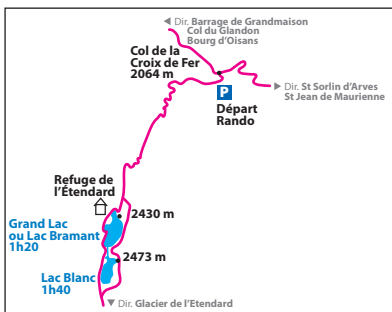 ◄ Dir. Barrage de Grandmaison
Col du Glandon
Bourg d'Oisans
Col de la
Croix de Fer
2064 m
P
Départ
Rando
► Dir. St Sorlin d'Arves
St Jean de Maurienne
Refuge de
l'Étendard
2430 m
Grand Lac
ou Lac Bramant
1h20
2473 m
Lac Blanc
1h40
▼ Dir. Glacier de l'Etendard